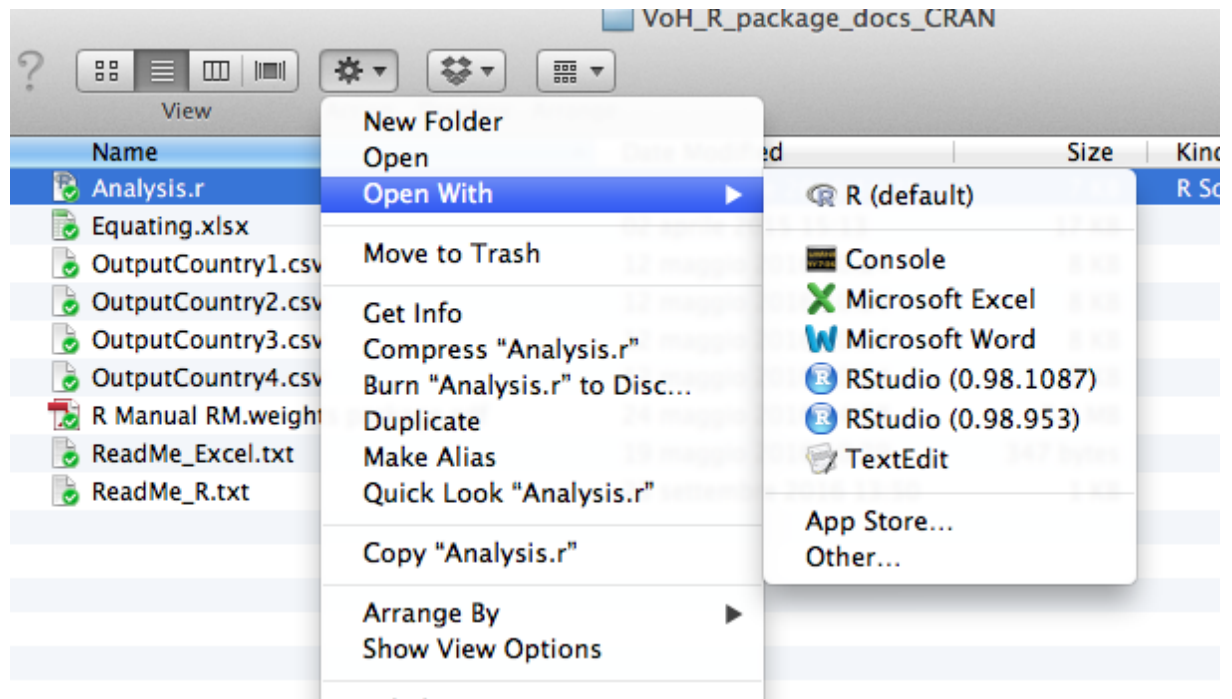 VoH_R_package_docs_CRAN
?
View
Name
Size
Analysis.r
Equating.xlsx
OutputCountry1.csv
OutputCountry2.csv
OutputCountry3.csv
OutputCountry4.csv
R Manual RM.weight
ReadMe_Excel.txt
ReadMe_R.txt
New Folder
Open
Open With
Move to Trash
Get Info
Compress “Analysis.r”
Burn “Analysis.r” to Disc...
Duplicate
Make Alias
Quick Look “Analysis.r”
Copy “Analysis.r”
Arrange By
Show View Options
R (default)
Console
Microsoft Excel
Microsoft Word
RStudio (0.98.1087)
RStudio (0.98.953)
TextEdit
App Store...
Other...